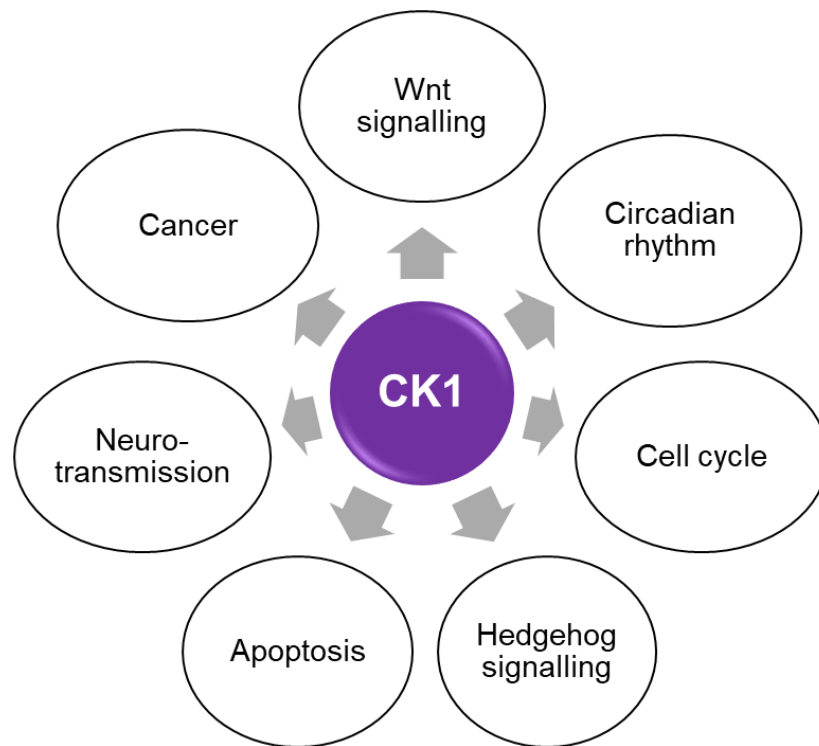 Wnt
signalling
Circadian
rhythm
Cancer
CK1
Neuro-
transmission
Cell cycle
Apoptosis
Hedgehog
signalling